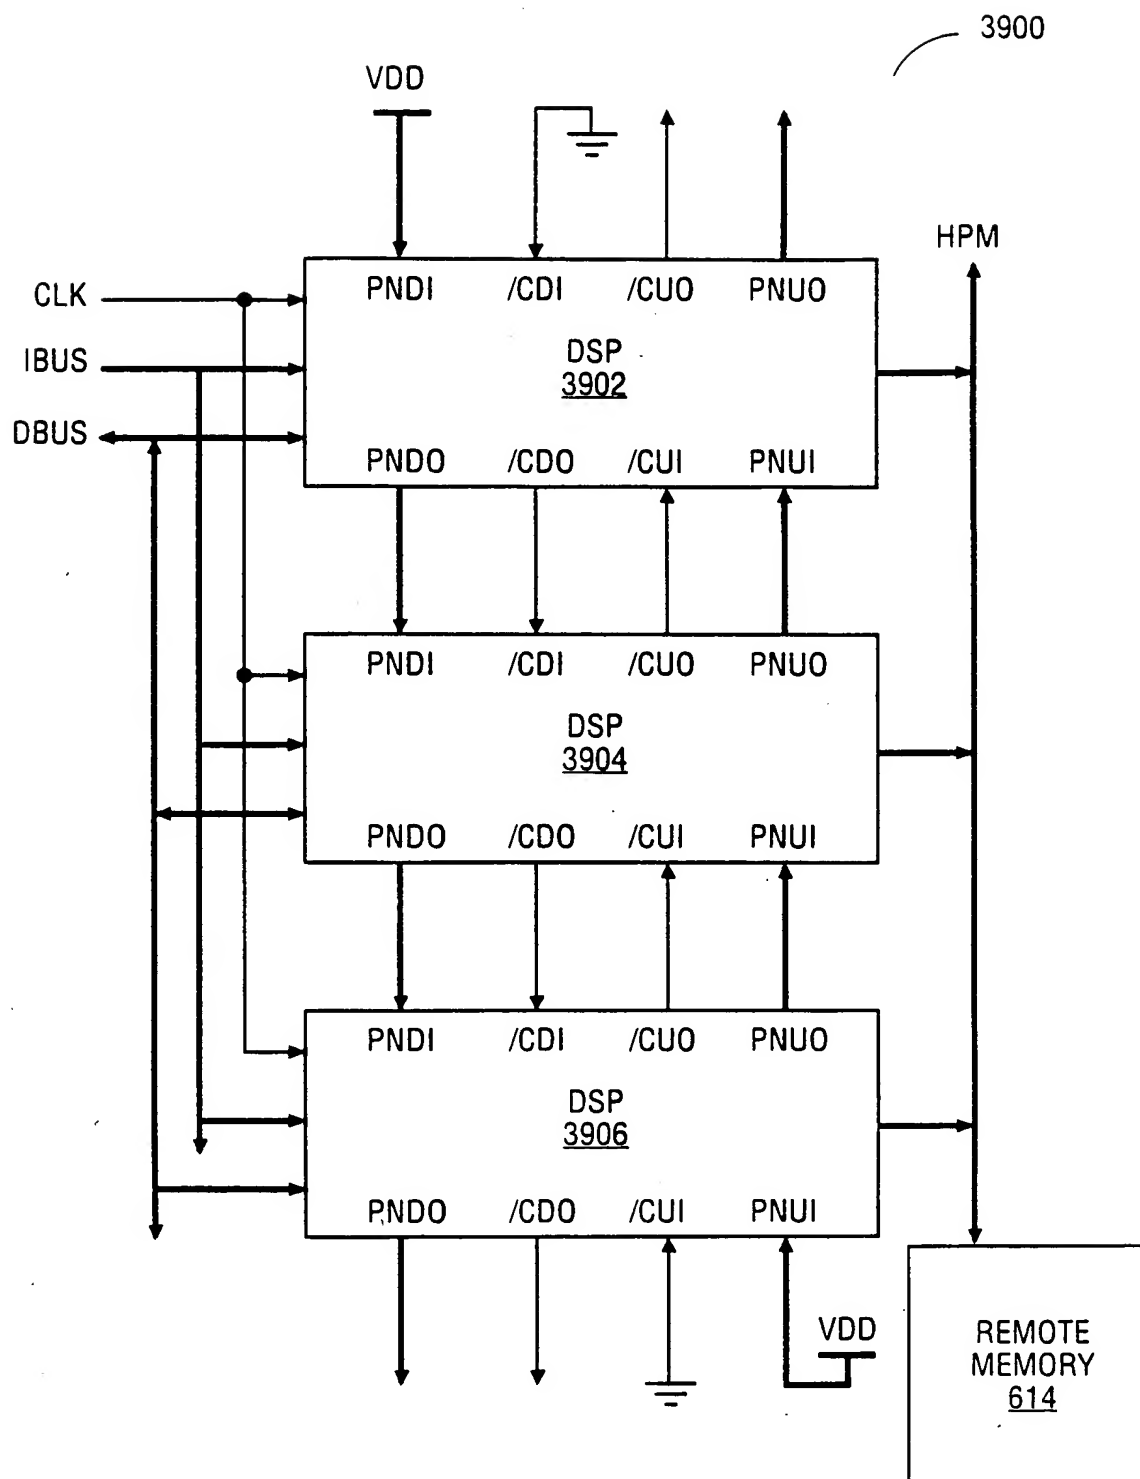 3900
VDD
HPM
CLK
IBUS
DBUS
PNDI /CDI /CUO PNUO
DSP
3902
PNDO /CDO /CUI PNUI
PNDI /CDI /CUO PNUO
DSP
3904
PNDO /CDO /CUI PNUI
PNDI /CDI /CUO PNUO
DSP
3906
PNDO /CDO /CUI PNUI
VDD
REMOTE
MEMORY
614